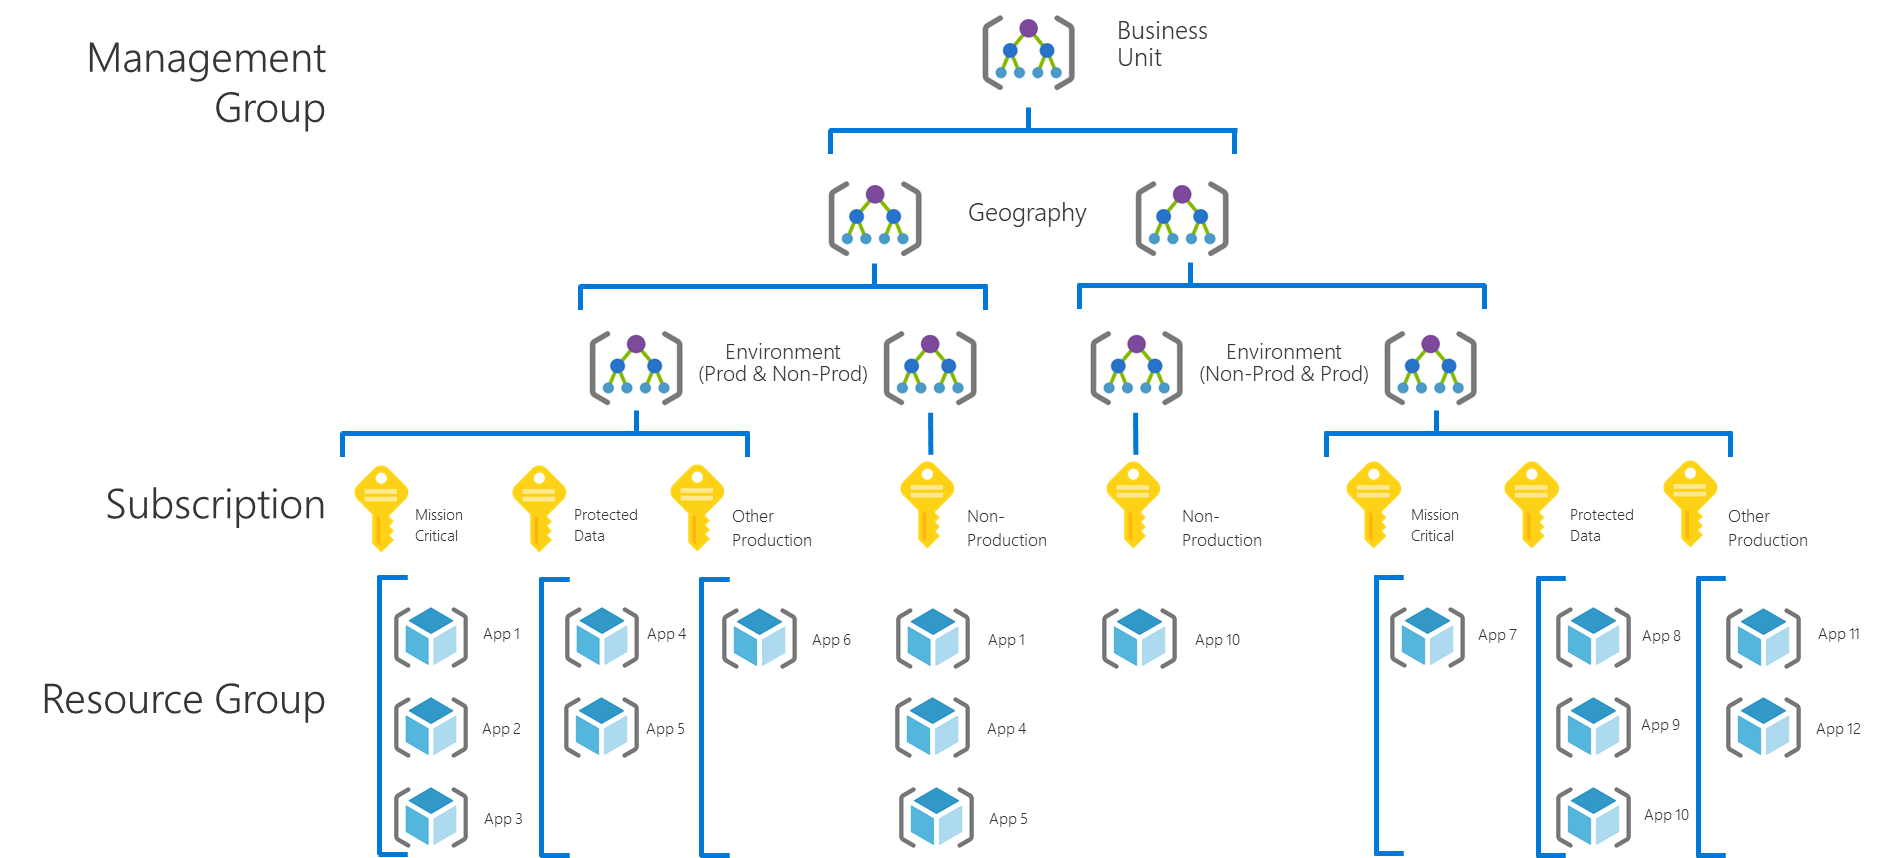 Management
Group
Business
Unit
Geography
Environment
(Prod & Non-Prod)
Environment
(Non-Prod & Prod)
Subscription
Mission
Critical
Protected
Data
Other
Production
Non-
Production
Non-
Production
Mission
Critical
Protected
Data
Other
Production
Resource Group
App 1
App 4
App 6
App 1
App 10
App 7
App 8
App 11
App 2
App 5
App 4
App 9
App 12
App 3
App 5
App 10